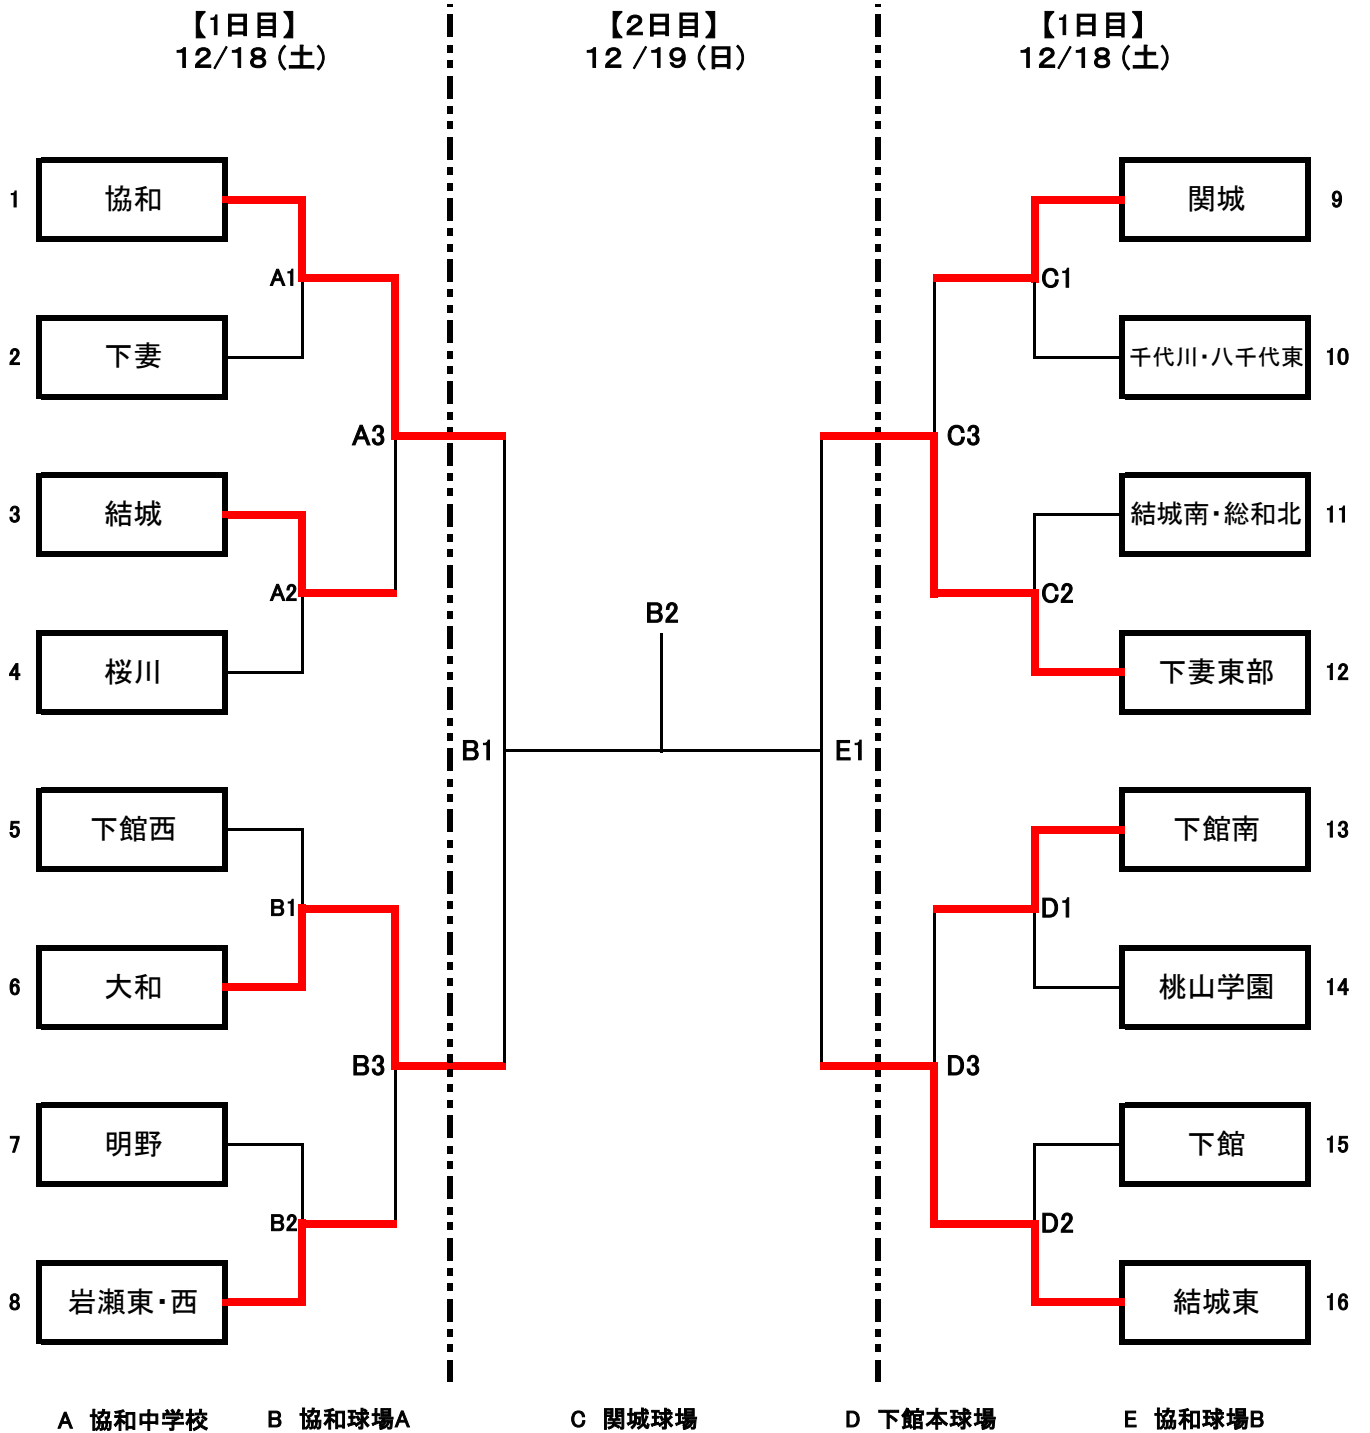 【1日目】 【2日目】 【1日目】
12/18（土） 12 /19（日） 12/18（土）
1 協和 関城 9
A1 C1
2 下妻 千代川・八千代東 10
A3 C3
3 結城 結城南・総和北 11
A2 C2
B2
4 桜川 下妻東部 12
B1 E1
5 下館西 下館南 13
B1 D1
6 大和 桃山学園 14
B3 D3
7 明野 下館 15
B2 D2
8 岩瀬東・西 結城東 16
A 協和中学校 B 協和球場A C 関城球場 D 下館本球場 E 協和球場B